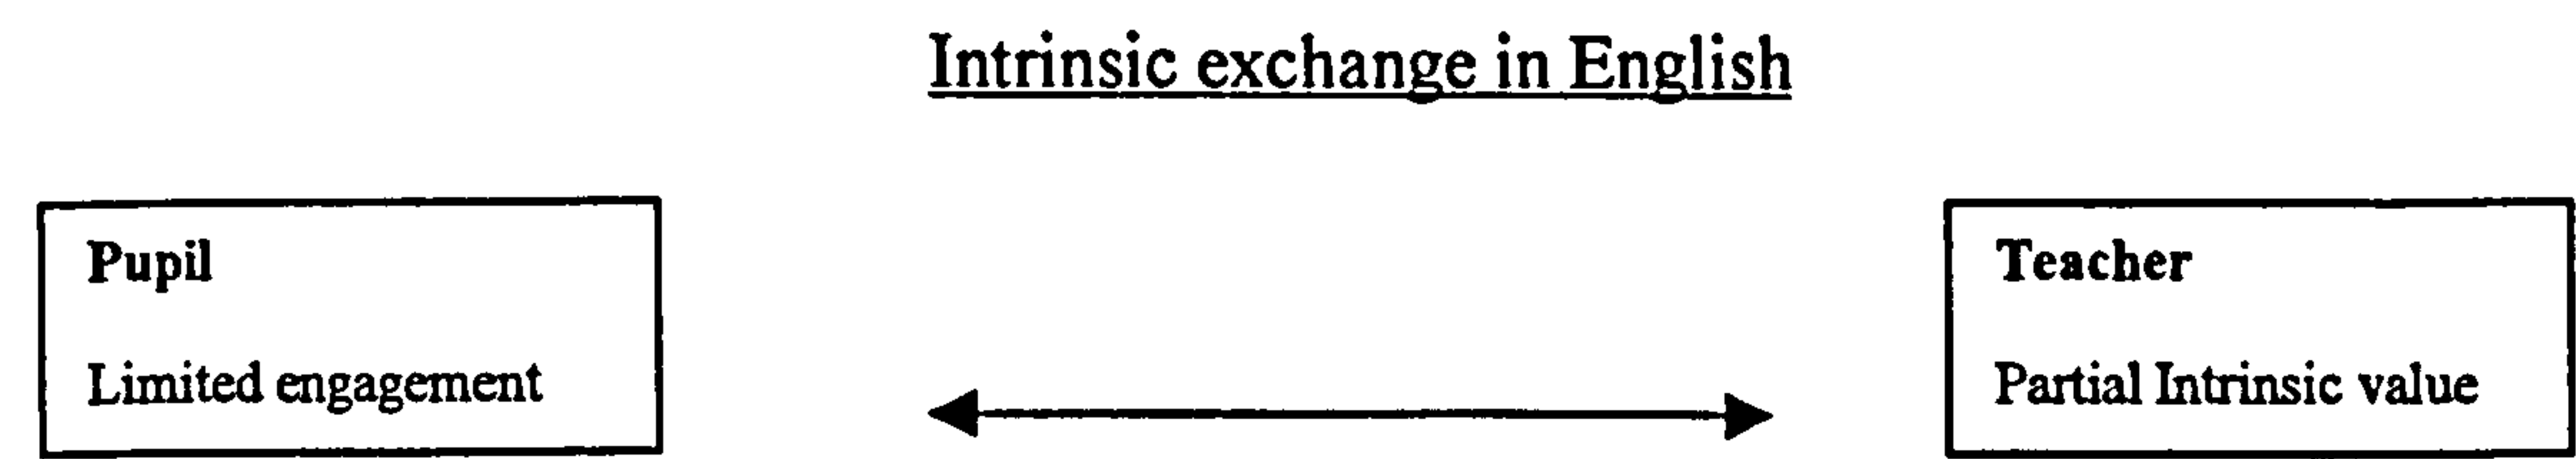 Intrinsic exchange in English
Pupil
Limited engagement
Teacher
Partial Intrinsic value